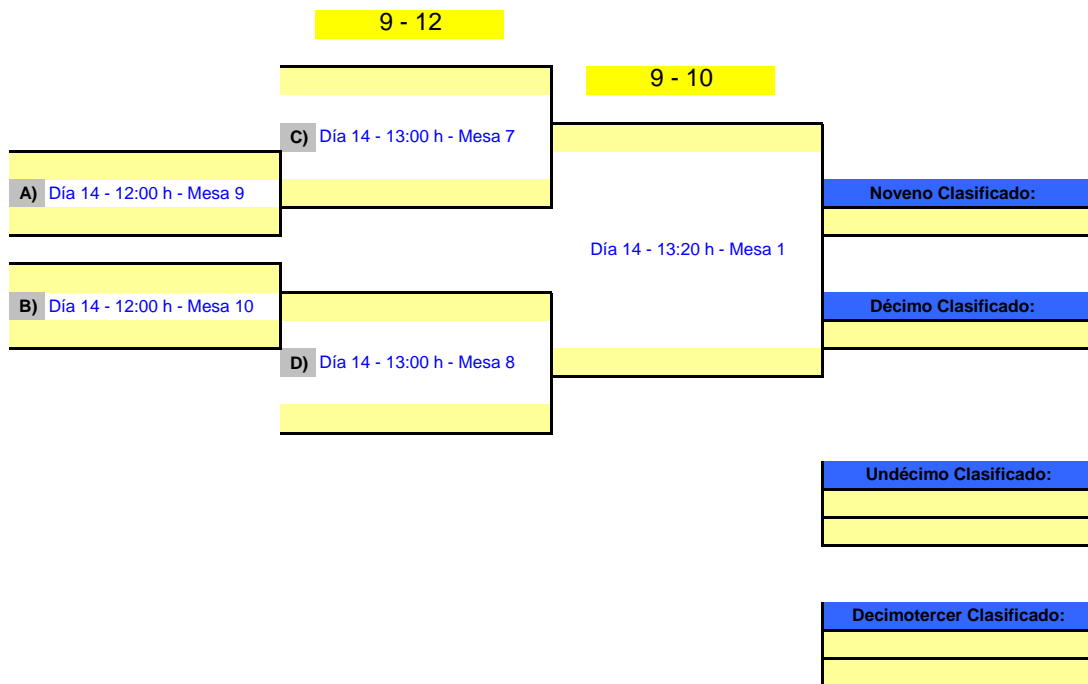 9 - 12
9 - 10
C) Día 14 - 13:00 h - Mesa 7
A) Día 14 - 12:00 h - Mesa 9
Noveno Clasificado:
Día 14 - 13:20 h - Mesa 1
B) Día 14 - 12:00 h - Mesa 10
Décimo Clasificado:
D) Día 14 - 13:00 h - Mesa 8
Undécimo Clasificado:
Decimotercer Clasificado: